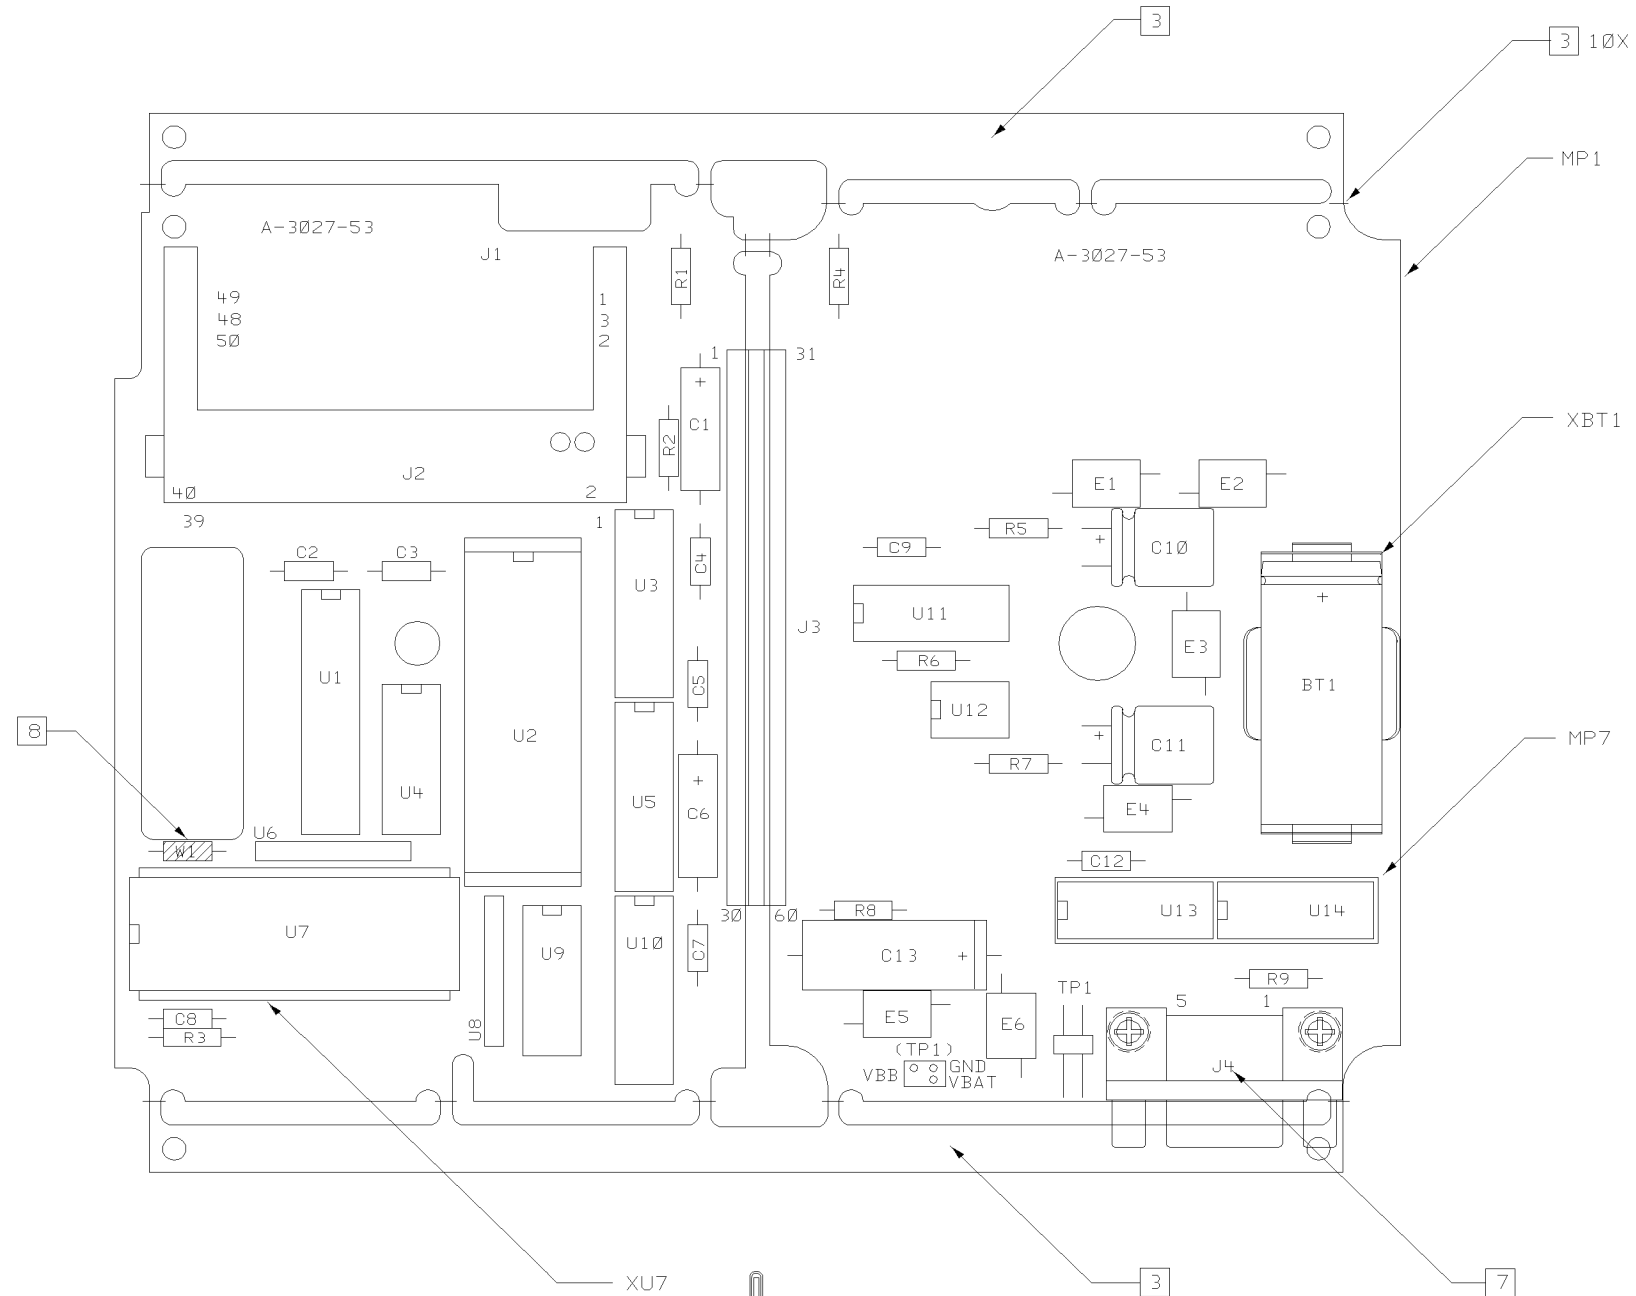 3
3 10X
MP1
A-3027-53
J1
A-3027-53
R1
R4
49
48
50
1
3
2
1
31
C1
R2
XBT1
J2
40
2
39
1
E1
E2
R5
C10
C9
C2
C3
C4
U3
U11
J3
R6
E3
U1
C5
U12
BT1
8
U2
R7
C11
MP7
U4
U5
C6
E4
U6
W1
C12
30
60
R8
U13
U14
U7
U9
U10
C7
C13
R9
TP1
5
1
C8
R3
U8
E5
E6
(TP1)
VBB
GND
VBAT
J4
XU7
3
7